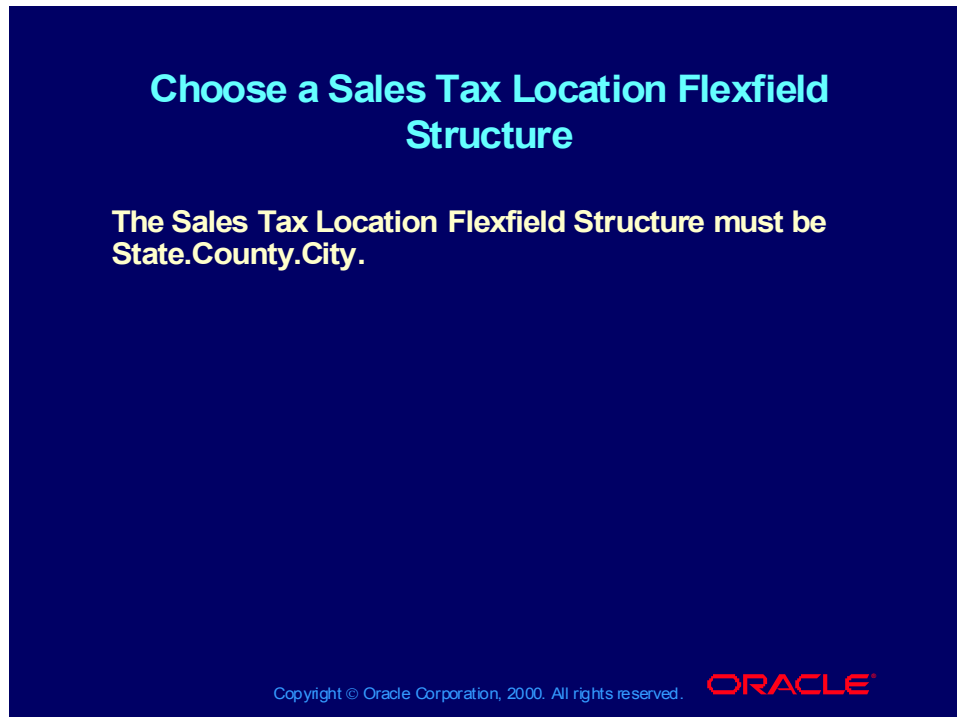 Choose a Sales Tax Location Flexfield
Structure
The Sales Tax Location Flexfield Structure must be
State.County.City.
Copyright © Oracle Corporation, 2000. All rights reserved.
ORACLE®